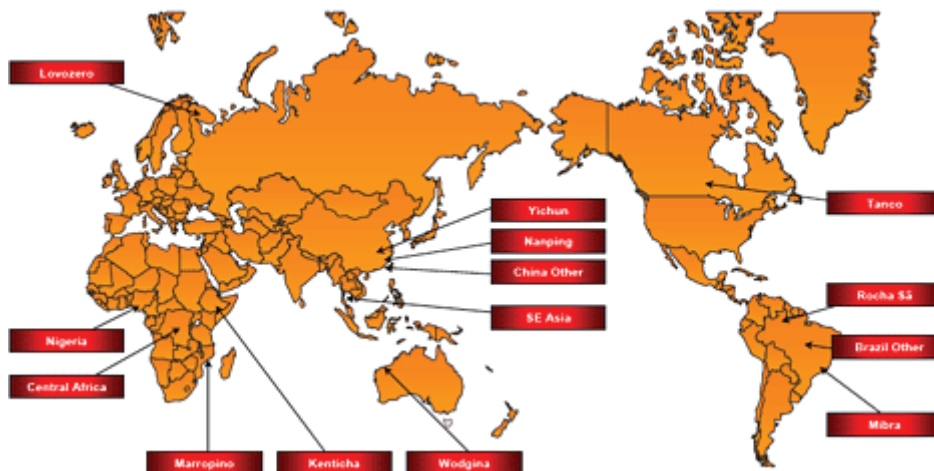 Lovozero
Yichun
Tanco
Nanping
China Other
Rocha Sã
SE Asia
Nigeria
Brazil Other
Central Africa
Mibra
Marropino
Kenticha
Wodgina